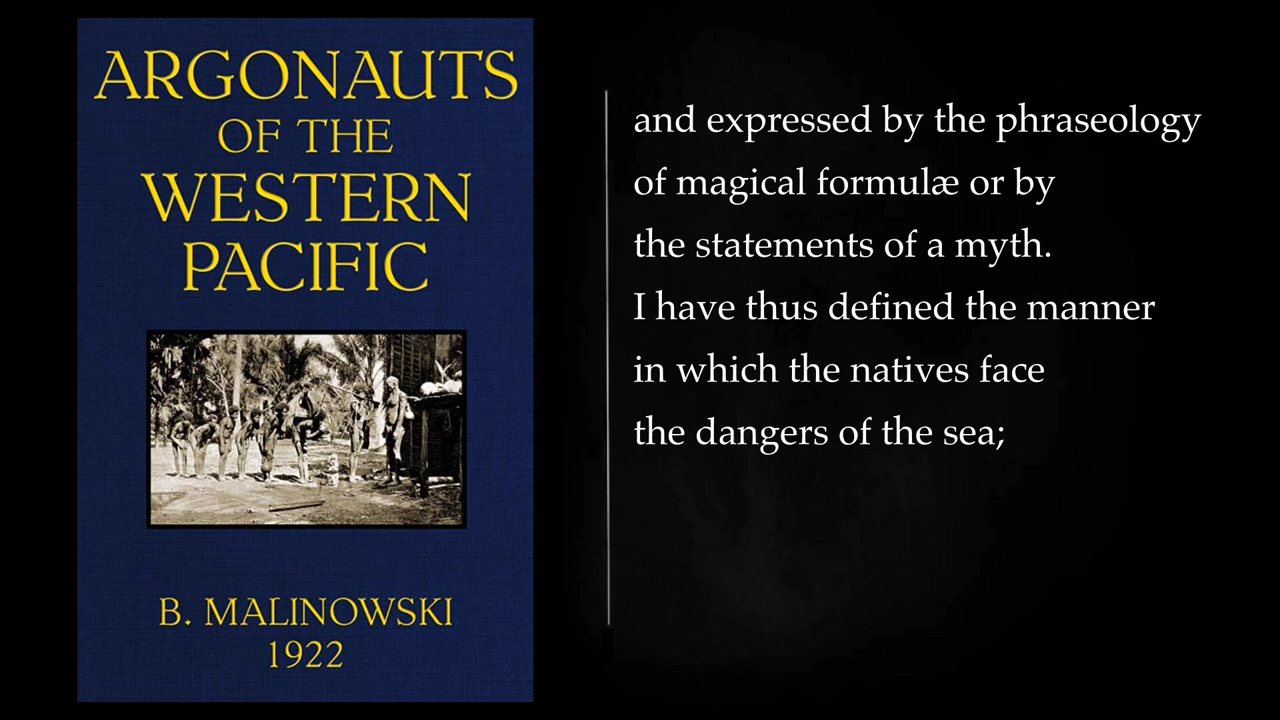 ARGONAUTS
OF THE
WESTERN
PACIFIC
B. MALINOWSKI
1922
and expressed by the phraseology
of magical formulæ or by
the statements of a myth.
I have thus defined the manner
in which the natives face
the dangers of the sea;